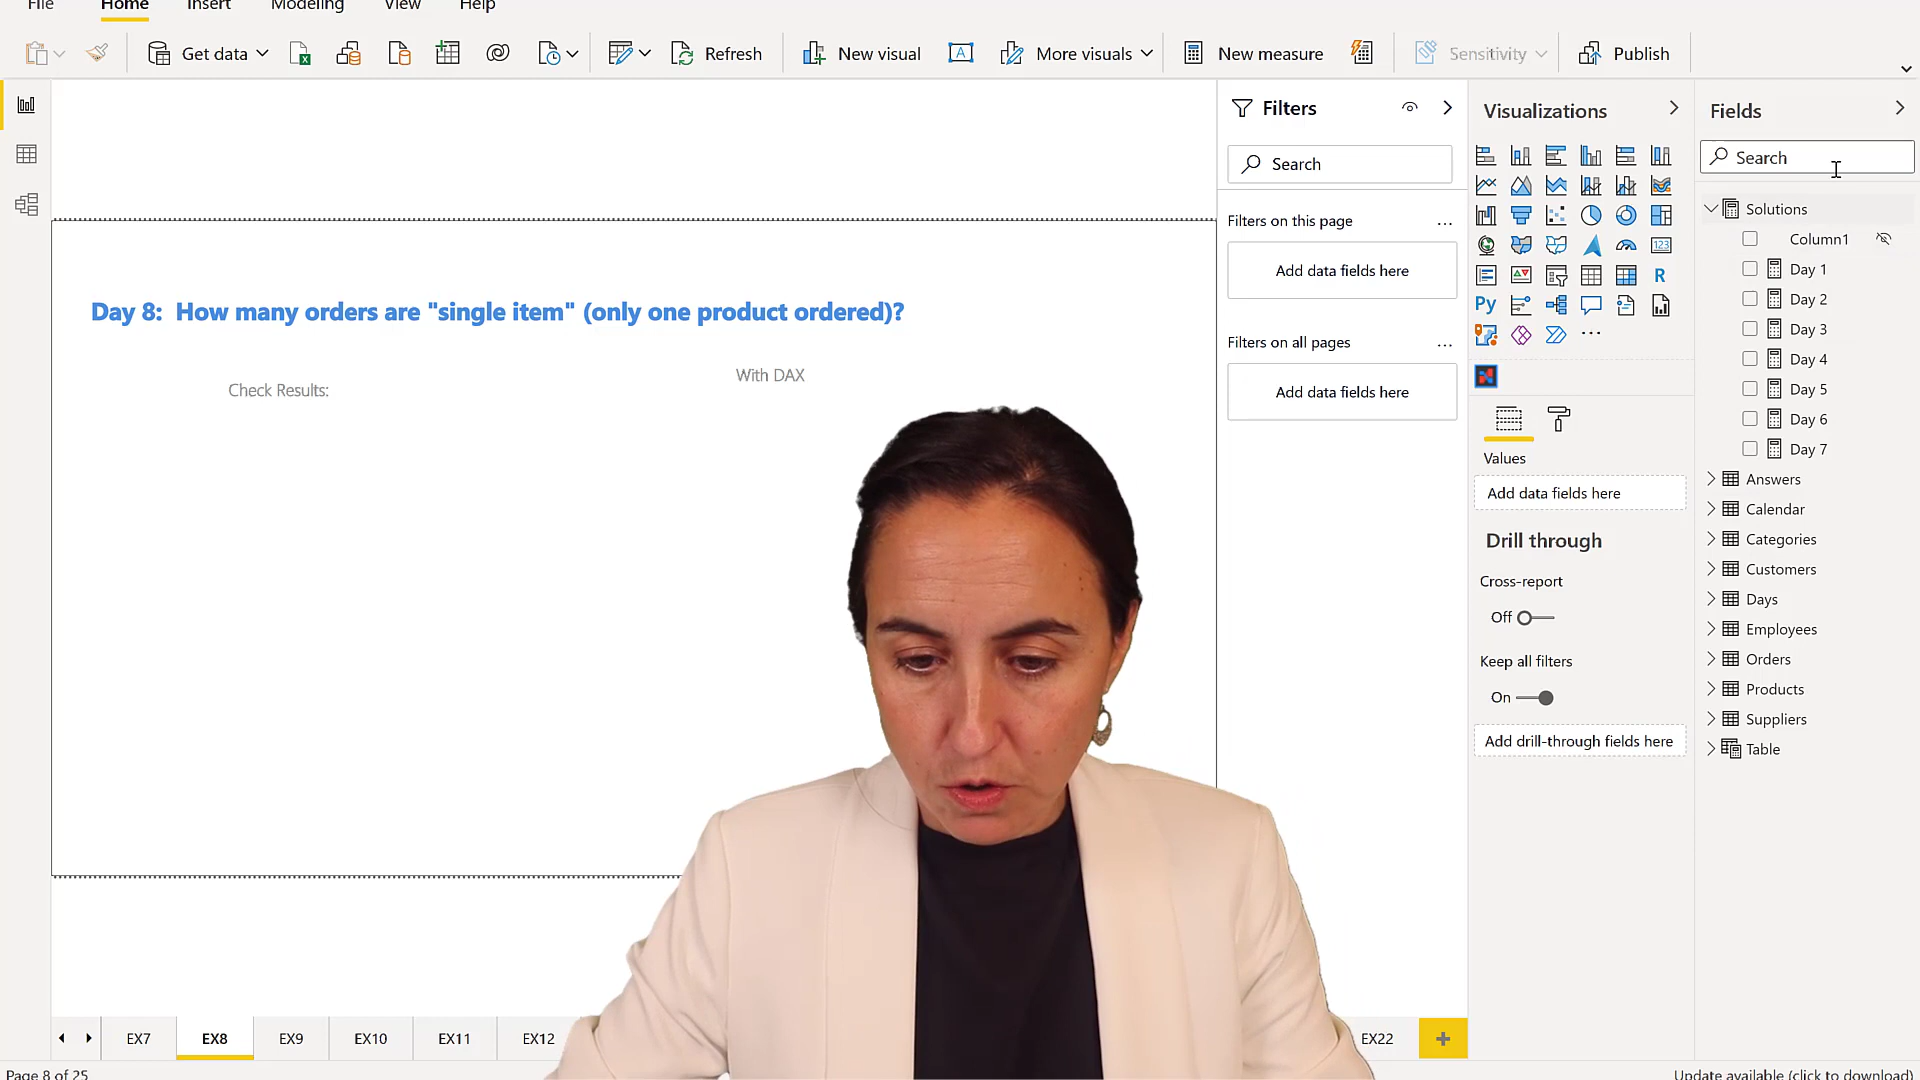 File Home Insert Modeling View Help
Get data Refresh New visual More visuals New measure Sensitivity Publish
Filters
Search
Filters on this page
Add data fields here
Filters on all pages
Add data fields here
Visualizations
123
R
Py
Values
Add data fields here
Drill through
Cross-report
Off
Keep all filters
On
Add drill-through fields here
Fields
Search
Solutions
Column1
Day 1
Day 2
Day 3
Day 4
Day 5
Day 6
Day 7
Answers
Calendar
Categories
Customers
Days
Employees
Orders
Products
Suppliers
Table
Day 8: How many orders are "single item" (only one product ordered)?
Check Results:
With DAX
EX7 EX8 EX9 EX10 EX11 EX12 EX22
Page 8 of 25
Update available (click to download)